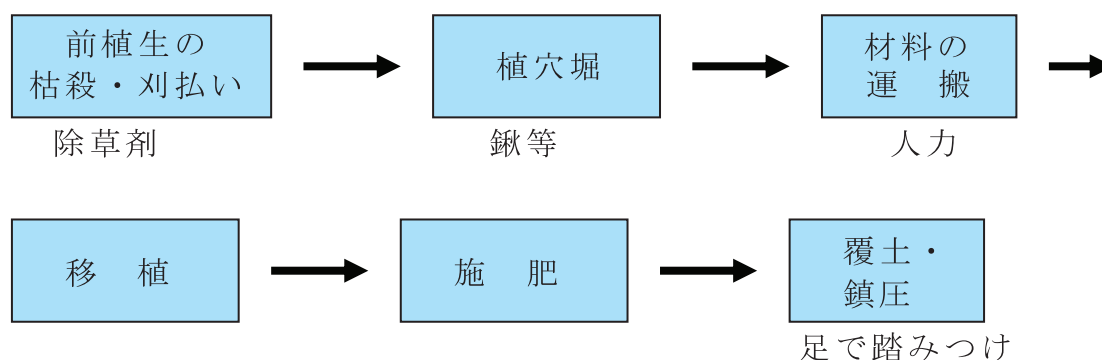 前植生の
枯殺・刈払い
除草剤
植穴堀
鍬等
材料の
運　搬
人力
移　植
施　肥
覆土・
鎮圧
足で踏みつけ